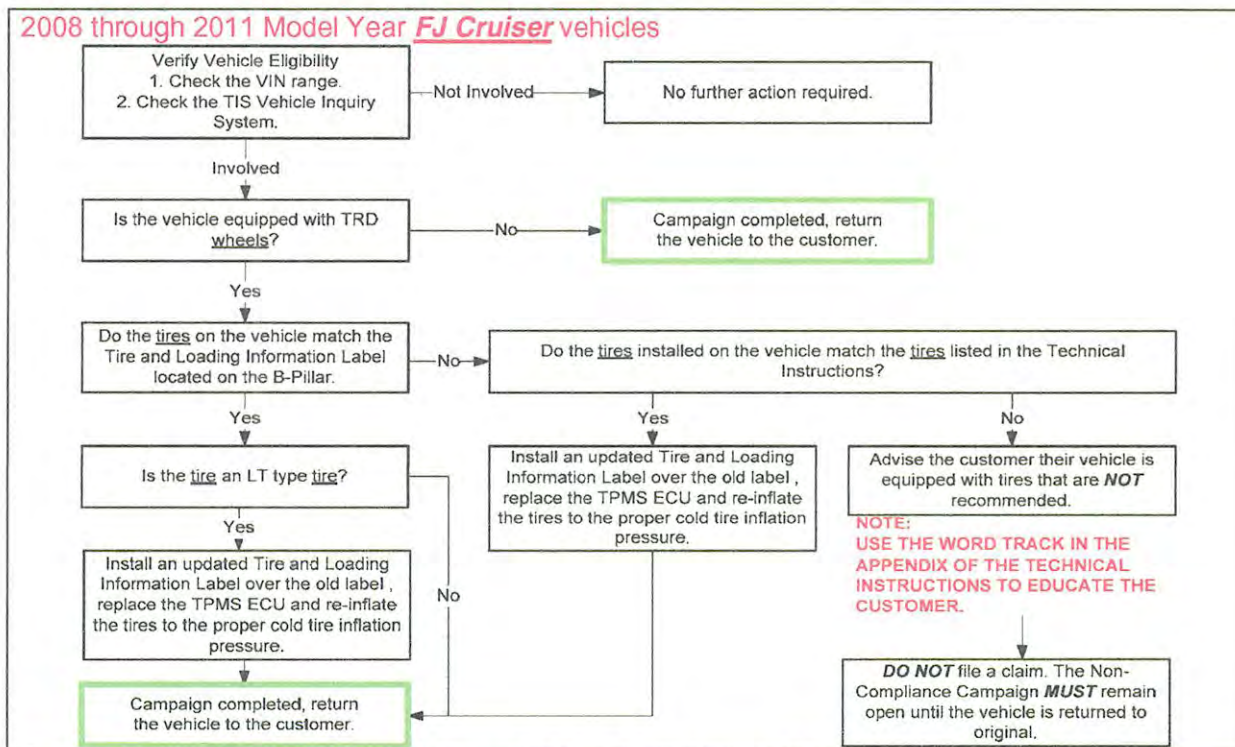 2008 through 2011 Model Year FJ Cruiser vehicles
Verify Vehicle Eligibility
1. Check the VIN range.
2. Check the TIS Vehicle Inquiry
System.
Not Involved
No further action required.
Involved
Is the vehicle equipped with TRD
wheels?
No
Campaign completed, return
the vehicle to the customer.
Yes
Do the tires on the vehicle match the
Tire and Loading Information Label
located on the B-Pillar.
No
Do the tires installed on the vehicle match the tires listed in the Technical
Instructions?
Yes
Is the tire an LT type tire?
Yes
Install an updated Tire and Loading
Information Label over the old label ,
replace the TPMS ECU and re-inflate
the tires to the proper cold tire inflation
pressure.
No
Campaign completed, return
the vehicle to the customer.
Yes
Install an updated Tire and Loading
Information Label over the old label ,
replace the TPMS ECU and re-inflate
the tires to the proper cold tire inflation
pressure.
No
Advise the customer their vehicle is
equipped with tires that are NOT
recommended.
NOTE:
USE THE WORD TRACK IN THE
APPENDIX OF THE TECHNICAL
INSTRUCTIONS TO EDUCATE THE
CUSTOMER.
DO NOT file a claim. The Non-
Compliance Campaign MUST remain
open until the vehicle is returned to
original.